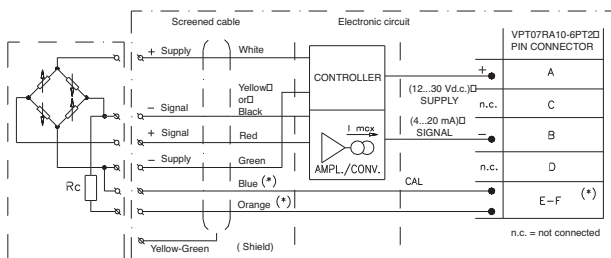 Screened cable
Electronic circuit
VPT07RA10-6PT2□
PIN CONNECTOR
+ Supply
White
CONTROLLER
+
A
Yellow□
or□
Black
(12...30 Vd.c.)□
SUPPLY
n.c.
C
− Signal
(4...20 mA)□
SIGNAL
+ Signal
Red
I max
−
B
− Supply
Green
AMPL./CONV.
n.c.
D
Rc
Blue (*)
CAL
E-F (*)
Orange (*)
Yellow-Green
( Shield)
n.c. = not connected